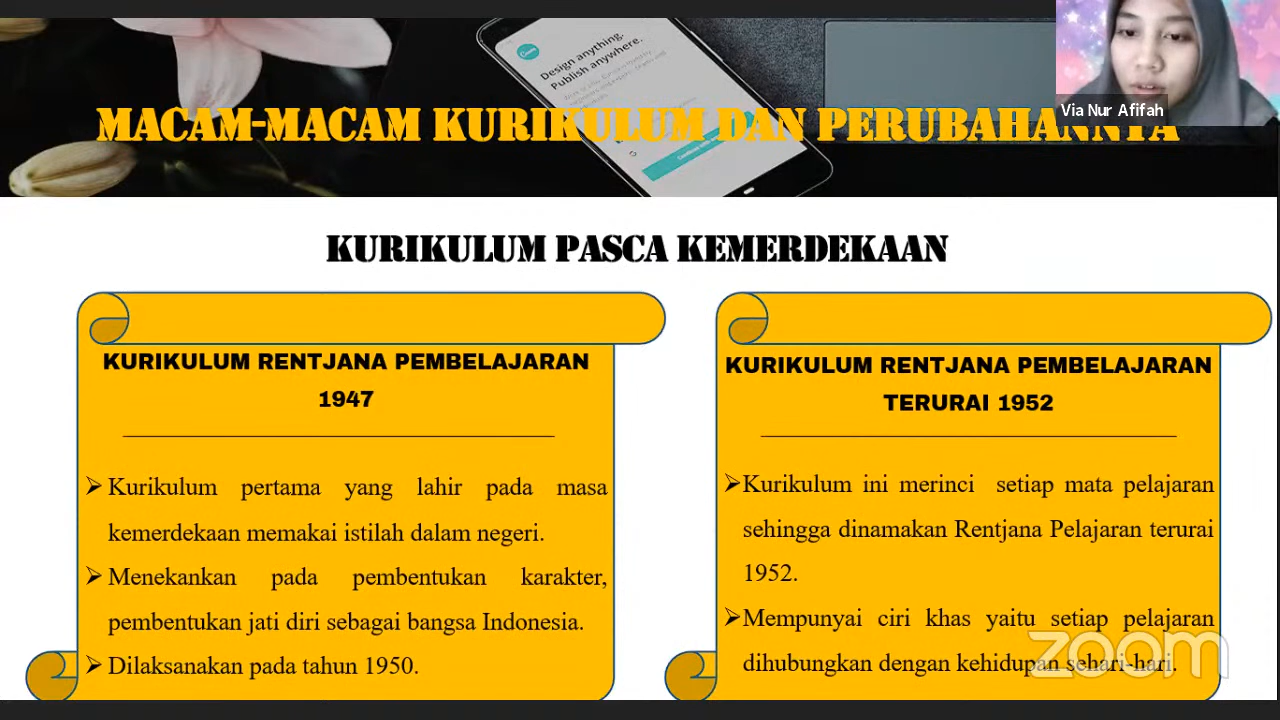 Design anything.
Publish anywhere.
MACAM-MACAM KURIKULUM DAN PERUBAHANNYA
Via Nur Afifah
KURIKULUM PASCA KEMERDEKAAN
KURIKULUM RENTJANA PEMBELAJARAN
1947
➢ Kurikulum pertama yang lahir pada masa
kemerdekaan memakai istilah dalam negeri.
➢ Menekankan pada pembentukan karakter,
pembentukan jati diri sebagai bangsa Indonesia.
➢ Dilaksanakan pada tahun 1950.
KURIKULUM RENTJANA PEMBELAJARAN
TERURAI 1952
➢Kurikulum ini merinci setiap mata pelajaran
sehingga dinamakan Rentjana Pelajaran terurai
1952.
➢Mempunyai ciri khas yaitu setiap pelajaran
dihubungkan dengan kehidupan sehari-hari.
zoom